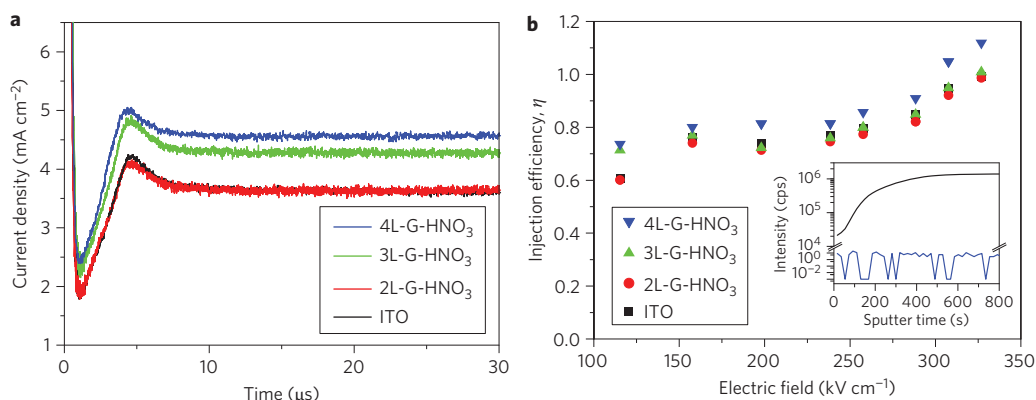 a
Current density (mA cm⁻²)
6
5
4
3
2
1
0
5
10
15
20
25
30
Time (μs)
4L-G-HNO₃
3L-G-HNO₃
2L-G-HNO₃
ITO
b
Injection efficiency, η
1.2
1.0
0.8
0.6
0.4
0.2
0.0
100
150
200
250
300
350
Electric field (kV cm⁻¹)
4L-G-HNO₃
3L-G-HNO₃
2L-G-HNO₃
ITO
Intensity (cps)
10⁶
10⁵
10⁴
10⁰
10⁻²
0
200
400
600
800
Sputter time (s)